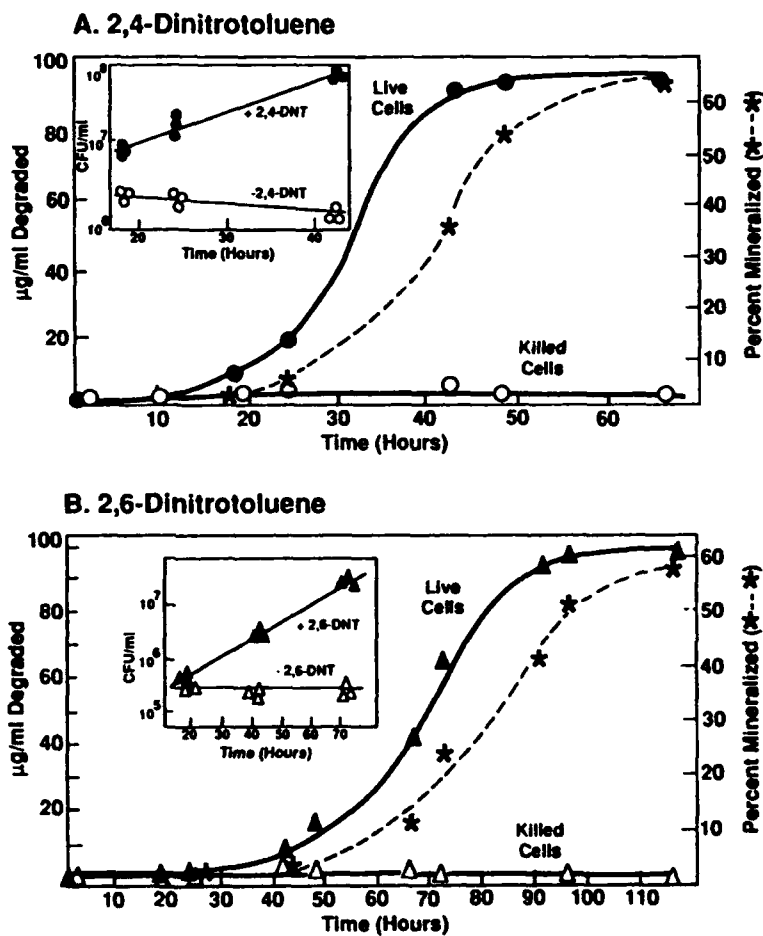 A. 2,4-Dinitrotoluene
100
80
60
40
20
µg/ml Degraded
10⁸
10⁷
10⁶
CFU/ml
+ 2,4-DNT
-2,4-DNT
20 30 40
Time (Hours)
Live
Cells
Killed
Cells
60
50
40
30
20
10
Percent Mineralized (*---*)
10 20 30 40 50 60
Time (Hours)
B. 2,6-Dinitrotoluene
100
80
60
40
20
µg/ml Degraded
10⁷
10⁶
10⁵
CFU/ml
+ 2,6-DNT
- 2,6-DNT
20 30 40 50 60 70
Time (Hours)
Live
Cells
Killed
Cells
60
50
40
30
20
10
Percent Mineralized (*--*)
10 20 30 40 50 60 70 80 90 100 110
Time (Hours)